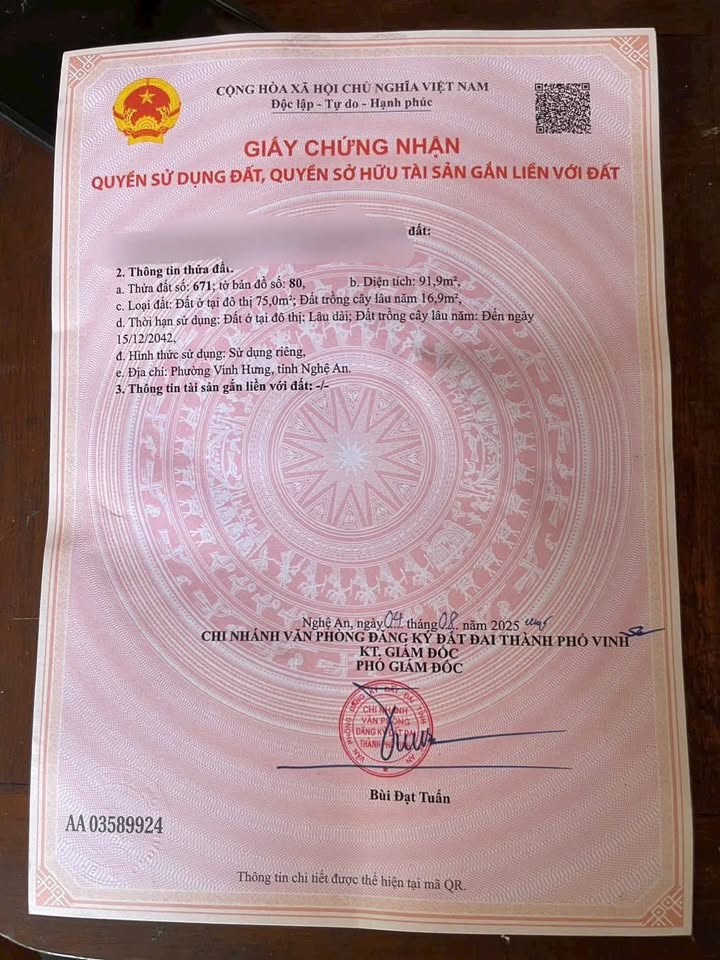 CỘNG HÒA XÃ HỘI CHỦ NGHĨA VIỆT NAM
Độc lập - Tự do - Hạnh phúc
GIẤY CHỨNG NHẬN
QUYỀN SỬ DỤNG ĐẤT, QUYỀN SỞ HỮU TÀI SẢN GẮN LIỀN VỚI ĐẤT
đất:
2. Thông tin thửa đất.
a. Thửa đất số: 671; tờ bản đồ số: 80, b. Diện tích: 91,9m²,
c. Loại đất: Đất ở tại đô thị 75,0m²; Đất trồng cây lâu năm 16,9m²,
d. Thời hạn sử dụng: Đất ở tại đô thị: Lâu dài; Đất trồng cây lâu năm: Đến ngày
15/12/2042,
đ. Hình thức sử dụng: Sử dụng riêng,
e. Địa chỉ: Phường Vinh Hưng, tỉnh Nghệ An.
3. Thông tin tài sản gắn liền với đất: -/-
Nghệ An, ngày 04 tháng 08 năm 2025
CHI NHÁNH VĂN PHÒNG ĐĂNG KÝ ĐẤT ĐAI THÀNH PHỐ VINH
KT. GIÁM ĐỐC
PHÓ GIÁM ĐỐC
CHI NHÁNH
VĂN PHÒNG
Bùi Đạt Tuấn
AA 03589924
Thông tin chi tiết được thể hiện tại mã QR.